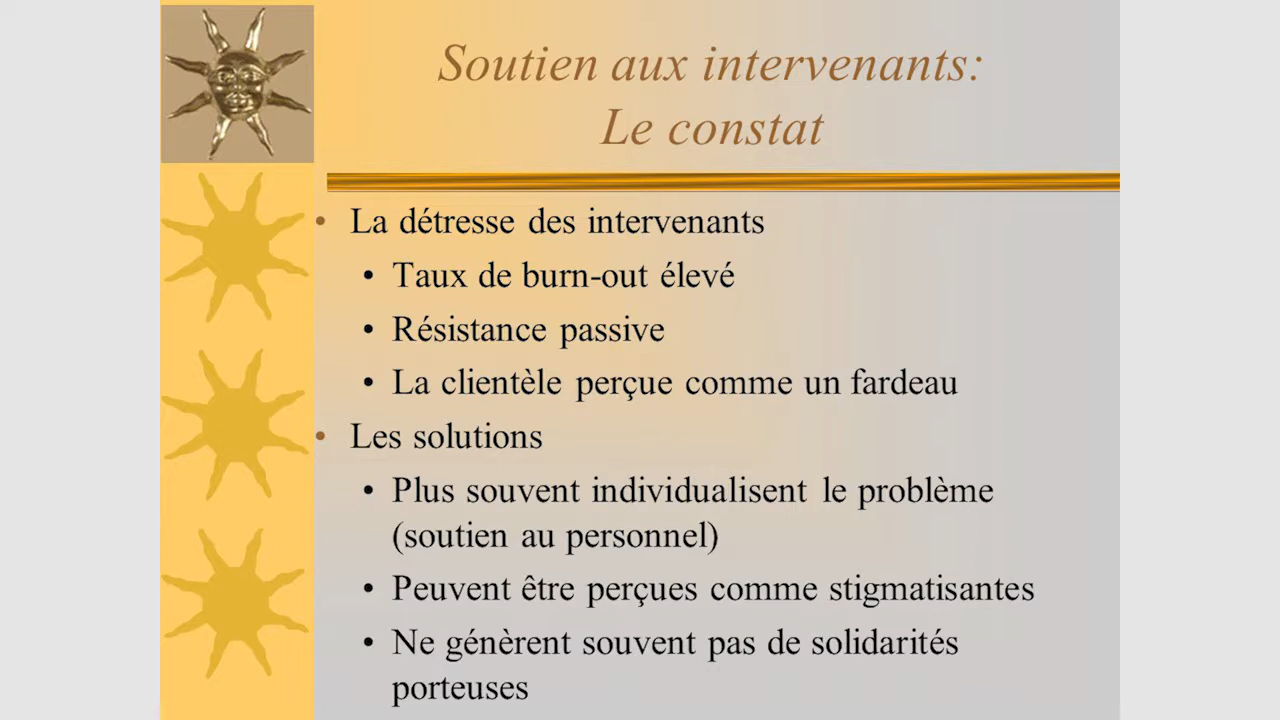 Soutien aux intervenants:
Le constat
• La détresse des intervenants
• Taux de burn-out élevé
• Résistance passive
• La clientèle perçue comme un fardeau
• Les solutions
• Plus souvent individualisent le problème
(soutien au personnel)
• Peuvent être perçues comme stigmatisantes
• Ne génèrent souvent pas de solidarités
porteuses